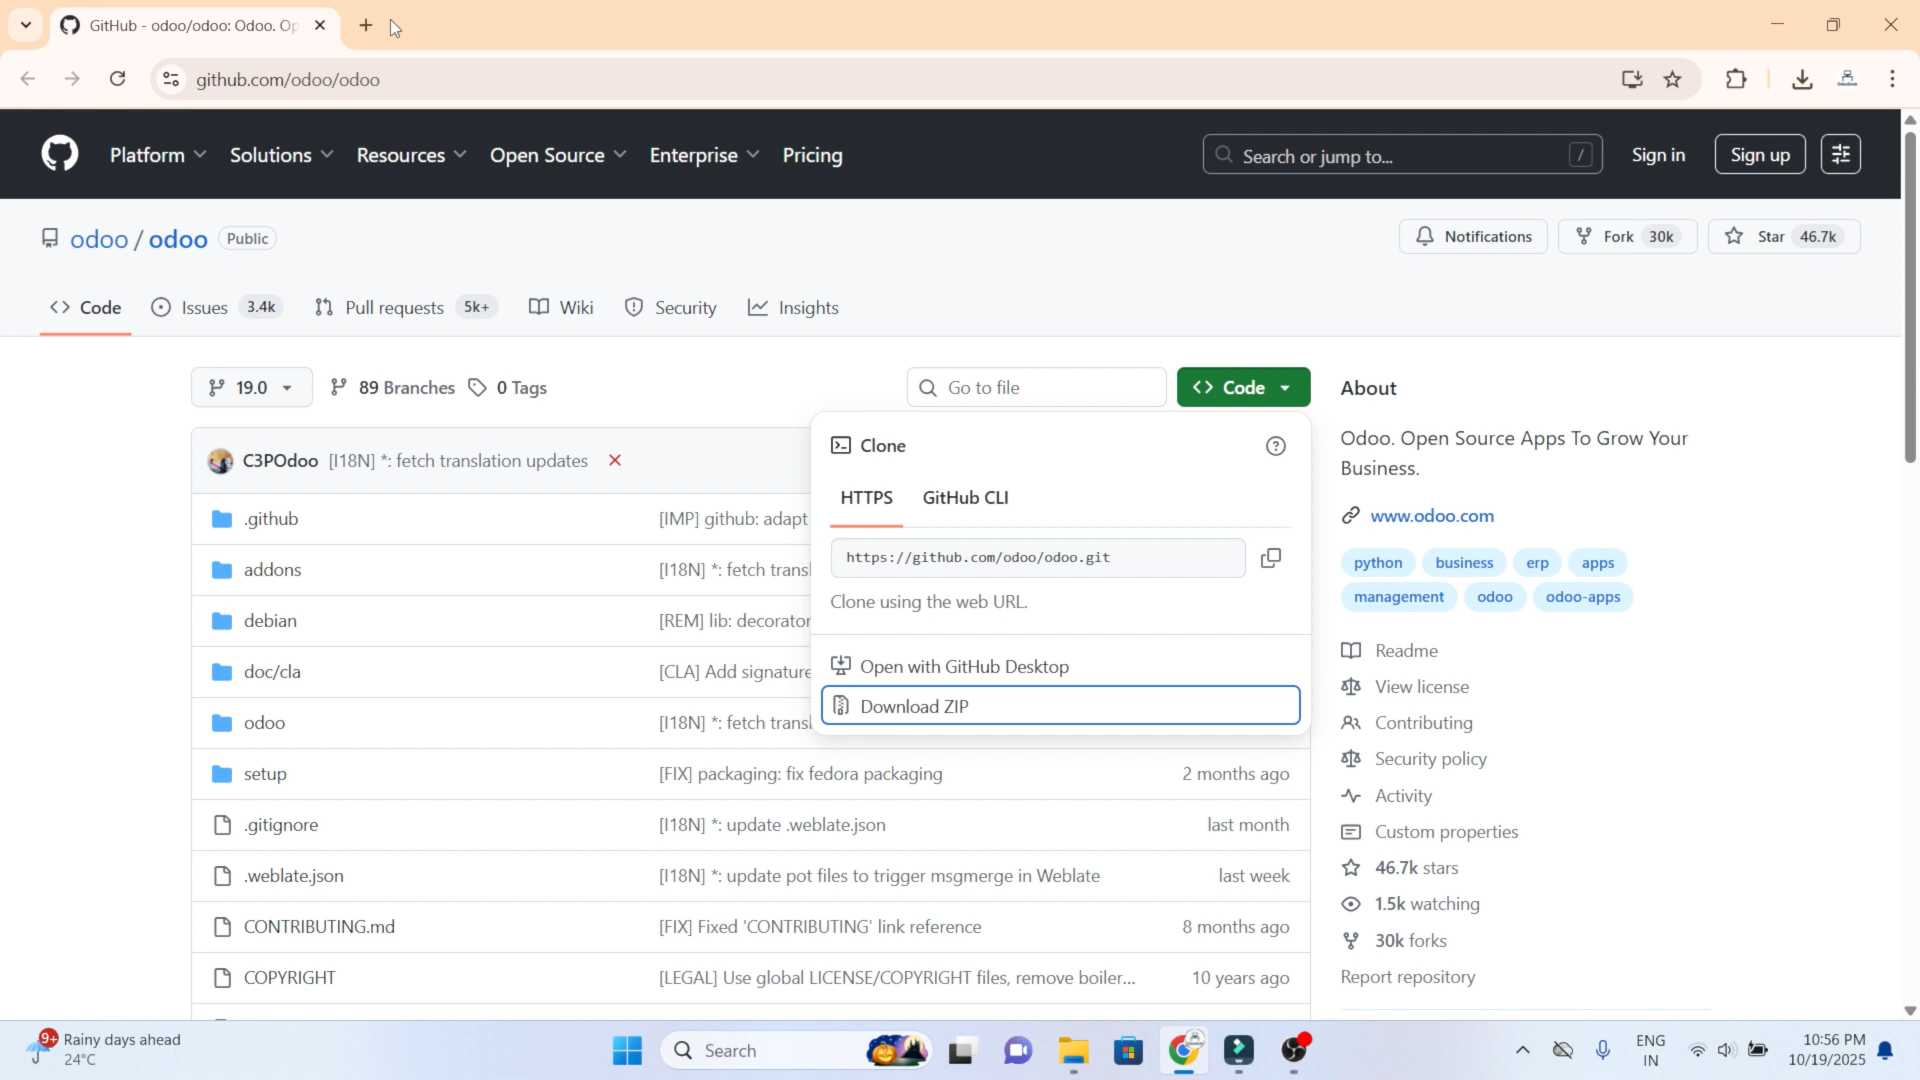 GitHub - odoo/odoo: Odoo. Op
github.com/odoo/odoo
Platform
Solutions
Resources
Open Source
Enterprise
Pricing
Search or jump to...
/
Sign in
Sign up
odoo / odoo
Public
Notifications
Fork 30k
Star 46.7k
Code
Issues 3.4k
Pull requests 5k+
Wiki
Security
Insights
19.0
89 Branches
0 Tags
Go to file
Code
Clone
HTTPS
GitHub CLI
https://github.com/odoo/odoo.git
Clone using the web URL.
Open with GitHub Desktop
Download ZIP
C3POdoo [I18N] *: fetch translation updates
.github [IMP] github: adapt
addons [I18N] *: fetch trans
debian [REM] lib: decorator
doc/cla [CLA] Add signature
odoo [I18N] *: fetch trans
setup [FIX] packaging: fix fedora packaging 2 months ago
.gitignore [I18N] *: update .weblate.json last month
.weblate.json [I18N] *: update pot files to trigger msgmerge in Weblate last week
CONTRIBUTING.md [FIX] Fixed 'CONTRIBUTING' link reference 8 months ago
COPYRIGHT [LEGAL] Use global LICENSE/COPYRIGHT files, remove boiler... 10 years ago
About
Odoo. Open Source Apps To Grow Your
Business.
www.odoo.com
python business erp apps
management odoo odoo-apps
Readme
View license
Contributing
Security policy
Activity
Custom properties
46.7k stars
1.5k watching
30k forks
Report repository
9+
Rainy days ahead
24°C
Search
ENG
IN
10:56 PM
10/19/2025